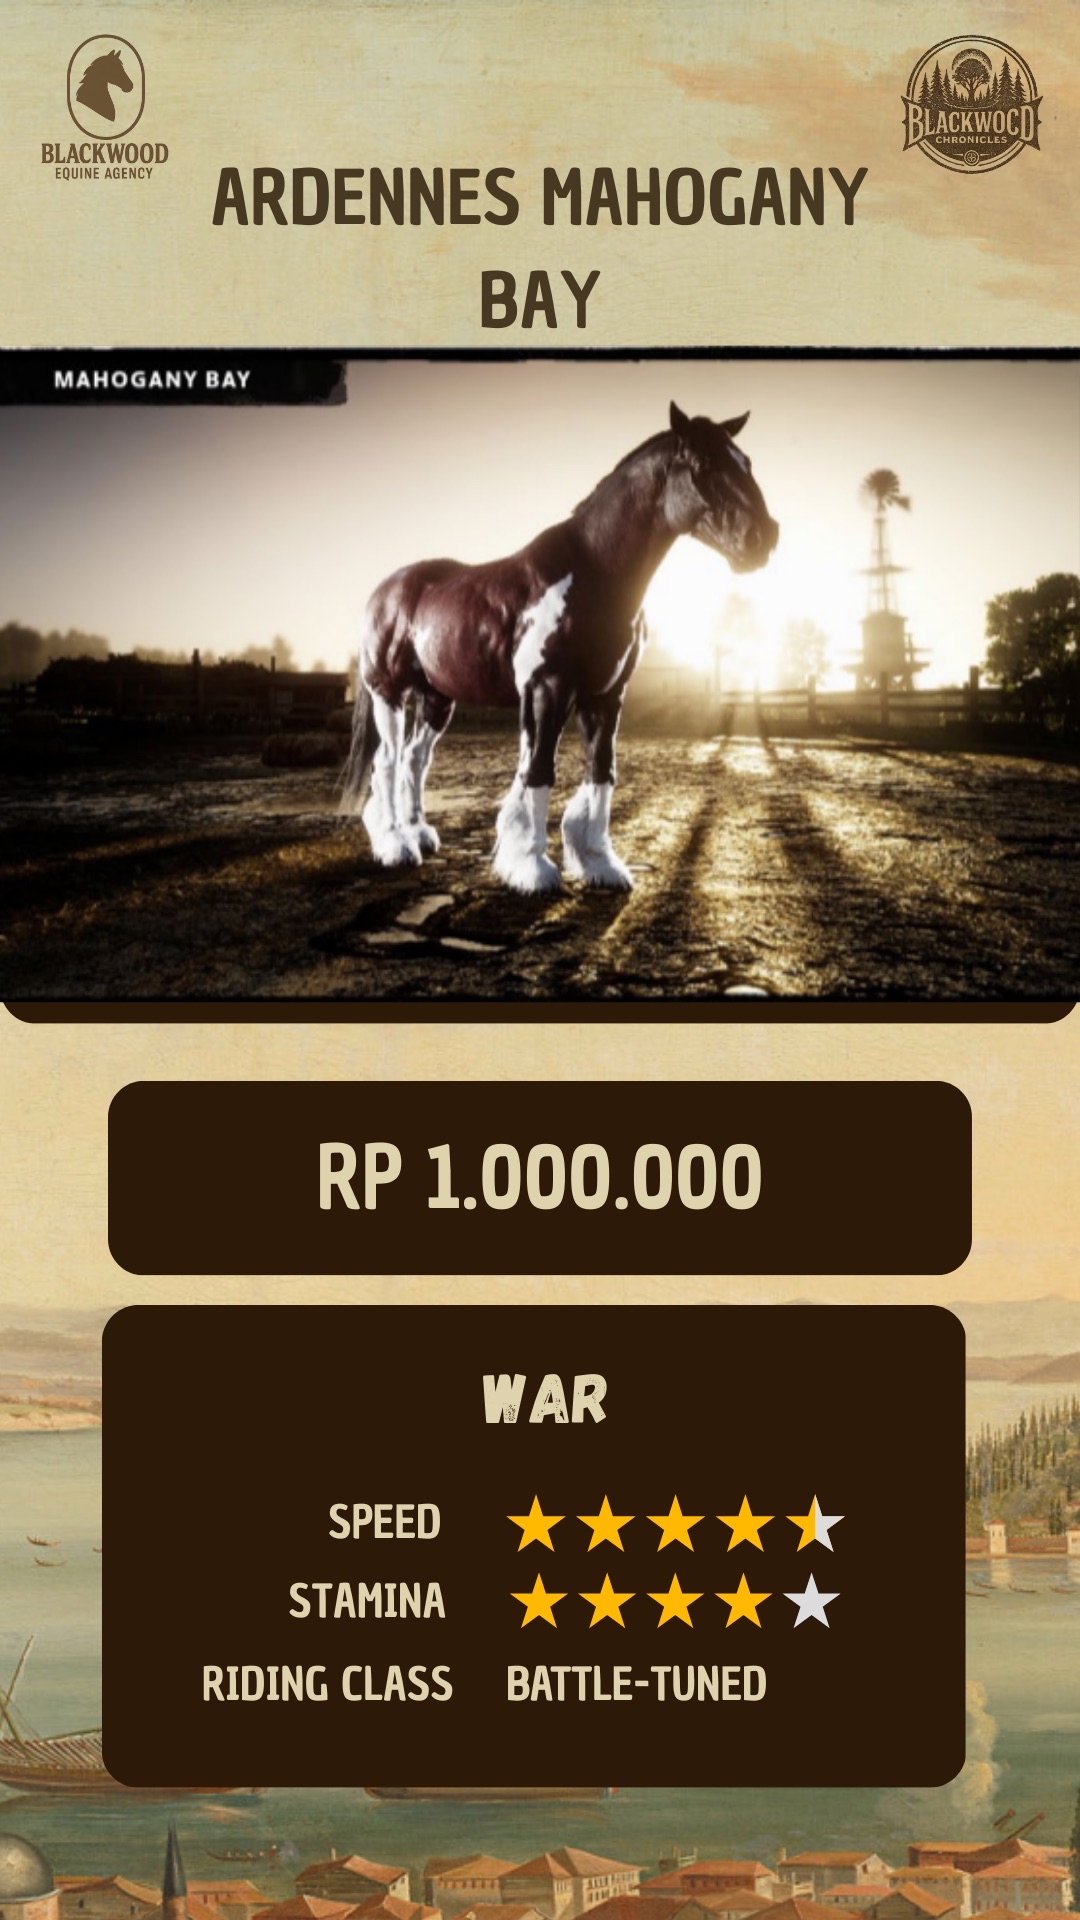 BLACKWOOD
EQUINE AGENCY
BLACKWOOD
CHRONICLES
ARDENNES MAHOGANY
BAY
MAHOGANY BAY
RP 1.000.000
WAR
SPEED
STAMINA
RIDING CLASS BATTLE-TUNED